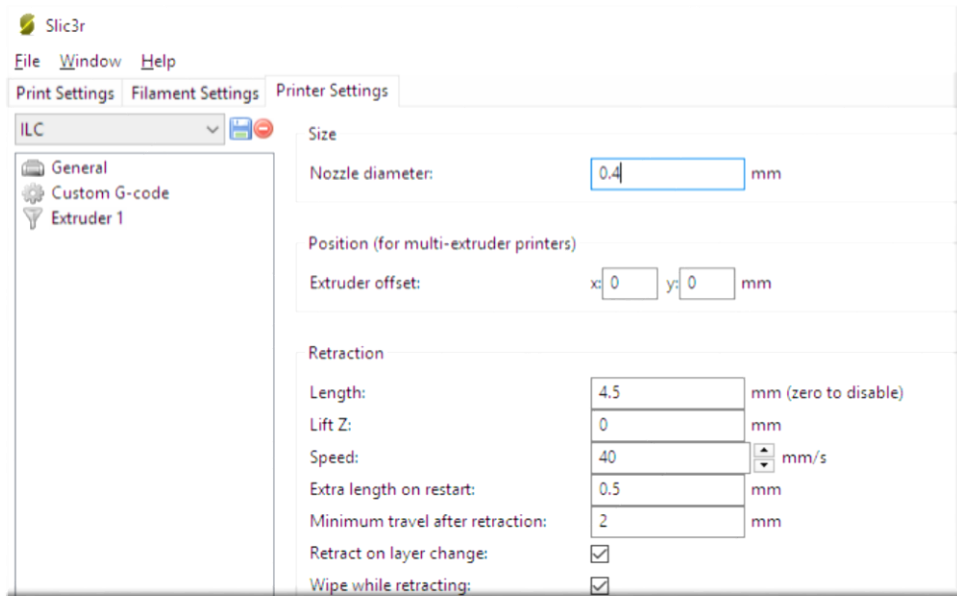 Slic3r
File Window Help
Print Settings Filament Settings Printer Settings
ILC
General
Custom G-code
Extruder 1
Size
Nozzle diameter: 0.4 mm
Position (for multi-extruder printers)
Extruder offset: x: 0 y: 0 mm
Retraction
Length: 4.5 mm (zero to disable)
Lift Z: 0 mm
Speed: 40 mm/s
Extra length on restart: 0.5 mm
Minimum travel after retraction: 2 mm
Retract on layer change:
Wipe while retracting: